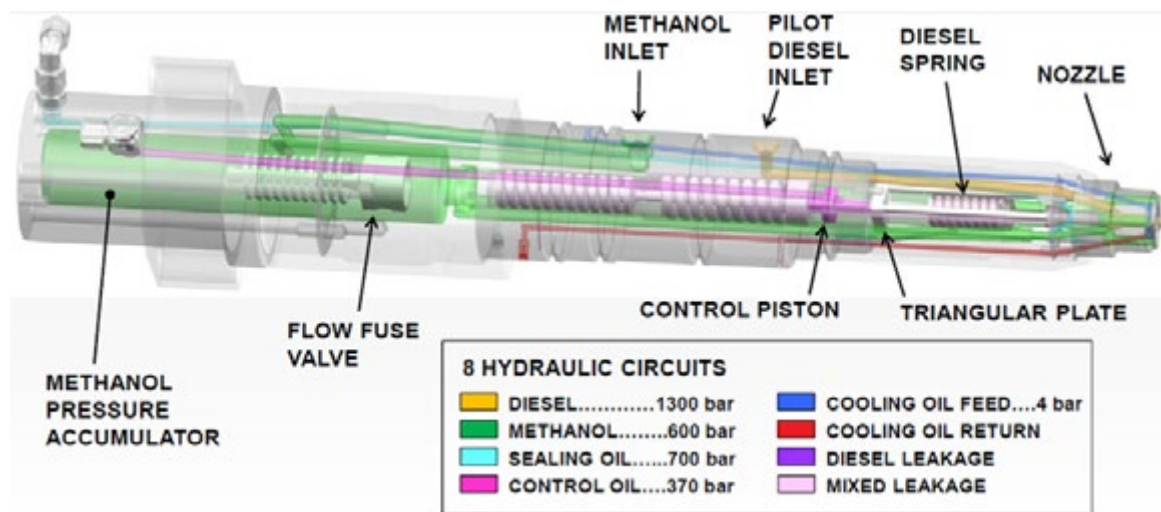 METHANOL
INLET
PILOT
DIESEL
INLET
DIESEL
SPRING
NOZZLE
CONTROL PISTON
TRIANGULAR PLATE
FLOW FUSE
VALVE
METHANOL
PRESSURE
ACCUMULATOR
8 HYDRAULIC CIRCUITS
DIESEL............1300 bar
METHANOL........600 bar
SEALING OIL......700 bar
CONTROL OIL....370 bar
COOLING OIL FEED....4 bar
COOLING OIL RETURN
DIESEL LEAKAGE
MIXED LEAKAGE